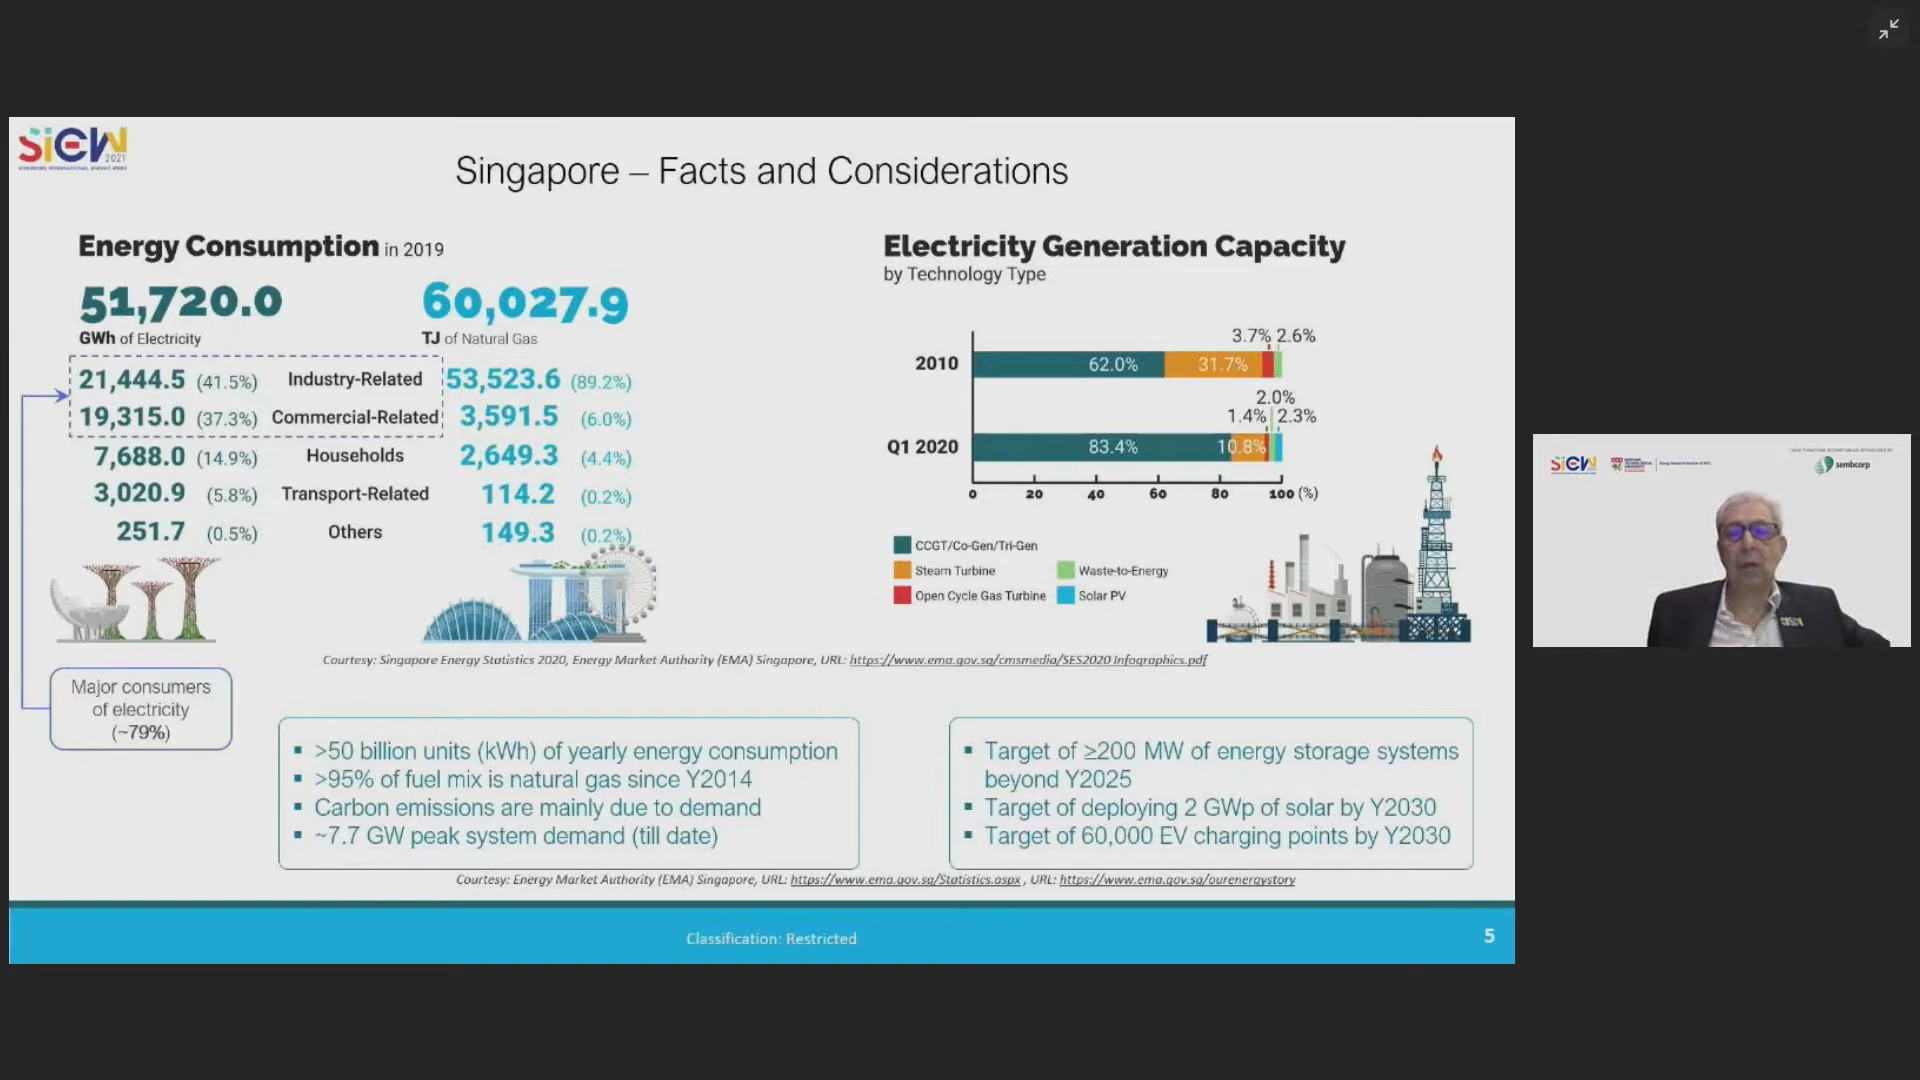 SiEW
2021
SINGAPORE INTERNATIONAL ENERGY WEEK
Singapore – Facts and Considerations
Energy Consumption in 2019
51,720.0
GWh of Electricity
60,027.9
TJ of Natural Gas
21,444.5 (41.5%) Industry-Related 53,523.6 (89.2%)
19,315.0 (37.3%) Commercial-Related 3,591.5 (6.0%)
7,688.0 (14.9%) Households 2,649.3 (4.4%)
3,020.9 (5.8%) Transport-Related 114.2 (0.2%)
251.7 (0.5%) Others 149.3 (0.2%)
Major consumers
of electricity
(~79%)
Electricity Generation Capacity
by Technology Type
3.7% 2.6%
2010 62.0% 31.7%
2.0%
1.4% 2.3%
Q1 2020 83.4% 10.8%
0 20 40 60 80 100 (%)
CCGT/Co-Gen/Tri-Gen
Steam Turbine Waste-to-Energy
Open Cycle Gas Turbine Solar PV
Courtesy: Singapore Energy Statistics 2020, Energy Market Authority (EMA) Singapore, URL: https://www.ema.gov.sg/cmsmedia/SES2020 Infographics.pdf
▪ >50 billion units (kWh) of yearly energy consumption
▪ >95% of fuel mix is natural gas since Y2014
▪ Carbon emissions are mainly due to demand
▪ ~7.7 GW peak system demand (till date)
▪ Target of ≥200 MW of energy storage systems
beyond Y2025
▪ Target of deploying 2 GWp of solar by Y2030
▪ Target of 60,000 EV charging points by Y2030
Courtesy: Energy Market Authority (EMA) Singapore, URL: https://www.ema.gov.sg/Statistics.aspx , URL: https://www.ema.gov.sg/ourenergystory
Classification: Restricted
5
SiEW
sembcorp